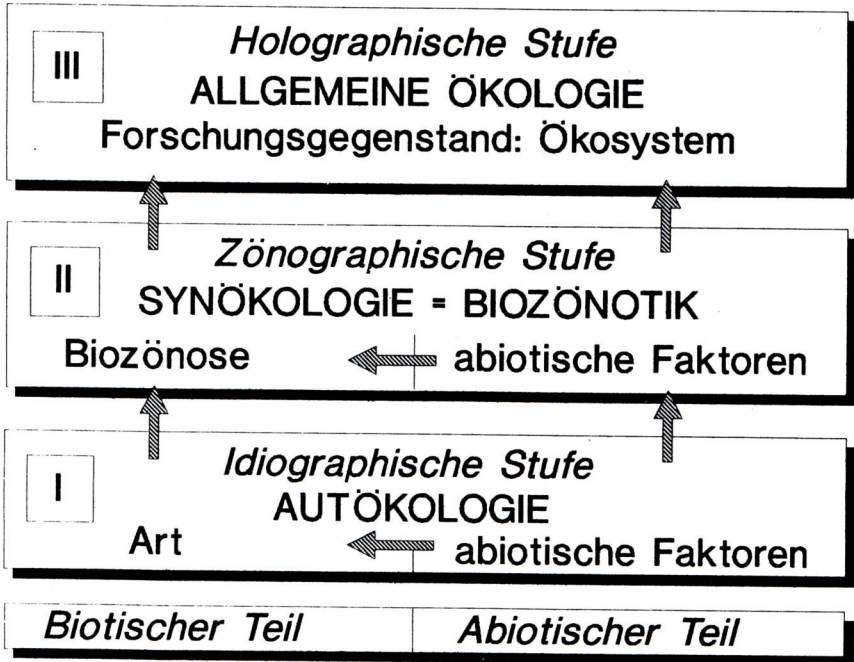 III
Holographische Stufe
ALLGEMEINE ÖKOLOGIE
Forschungsgegenstand: Ökosystem
II
Zönographische Stufe
SYNÖKOLOGIE = BIOZÖNOTIK
Biozönose abiotische Faktoren
I
Idiographische Stufe
AUTÖKOLOGIE
Art abiotische Faktoren
Biotischer Teil Abiotischer Teil